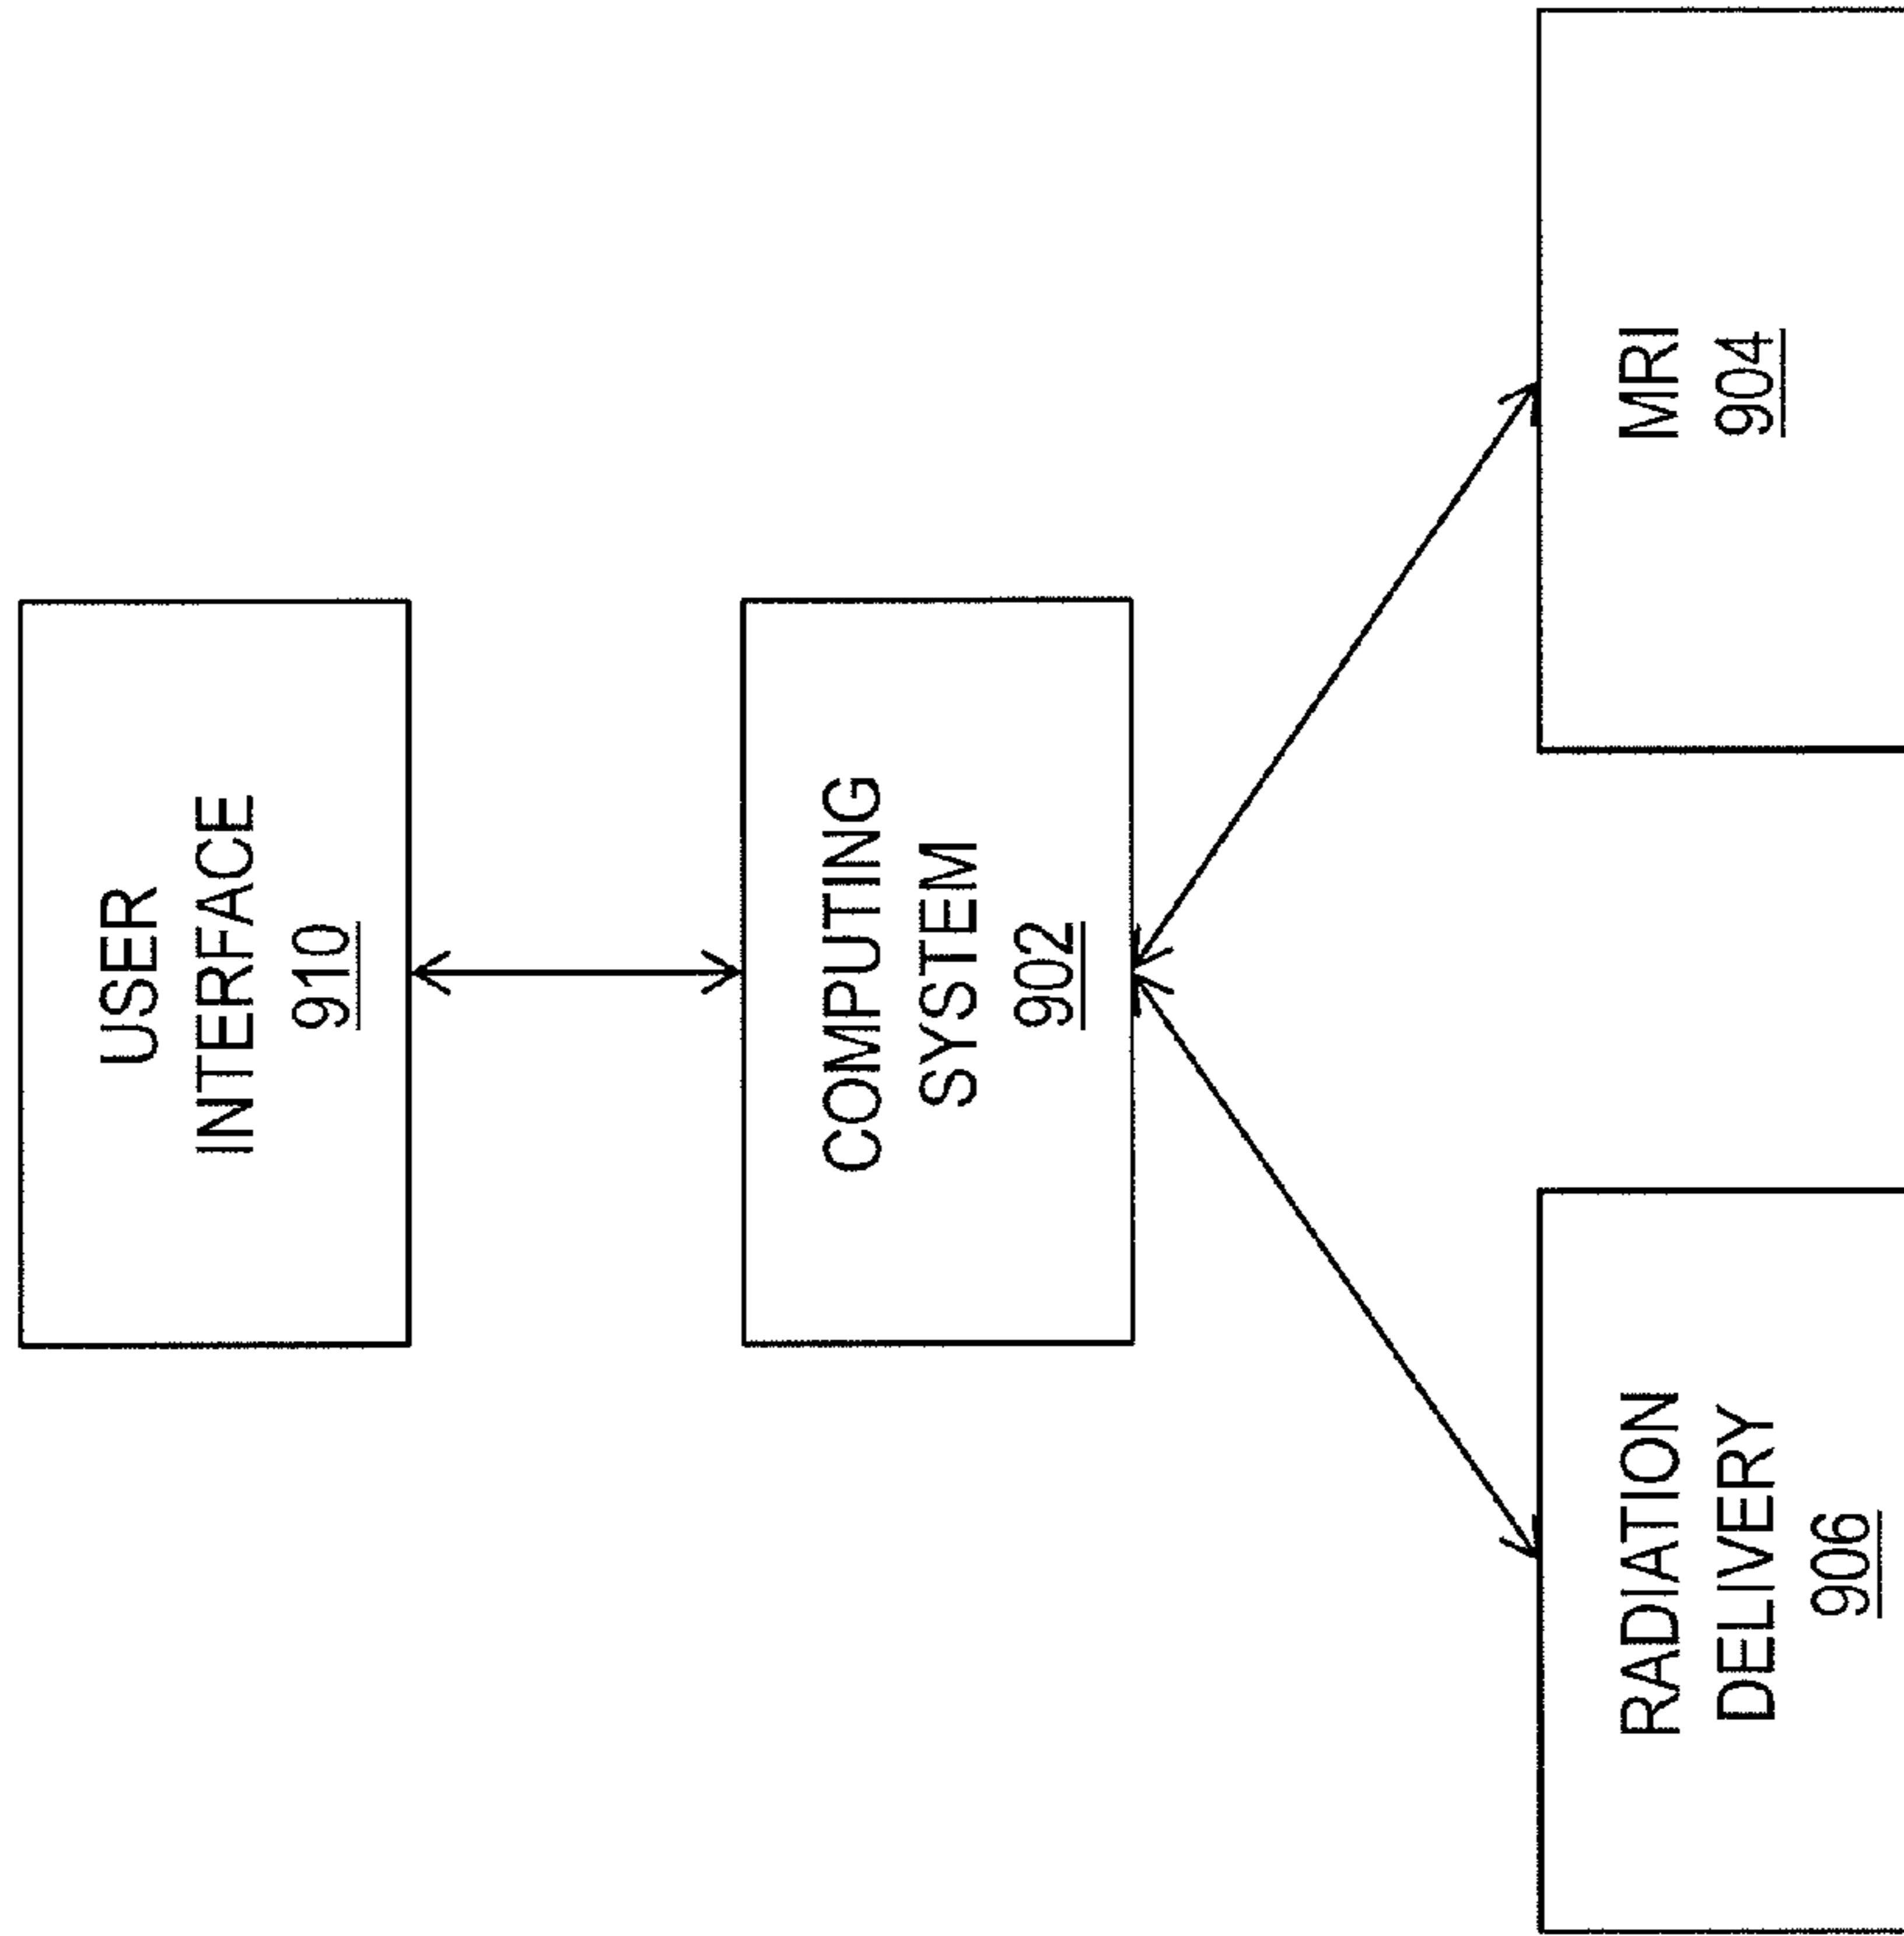 USER
INTERFACE
910
COMPUTING
SYSTEM
902
MRI
904
RADIATION
DELIVERY
906